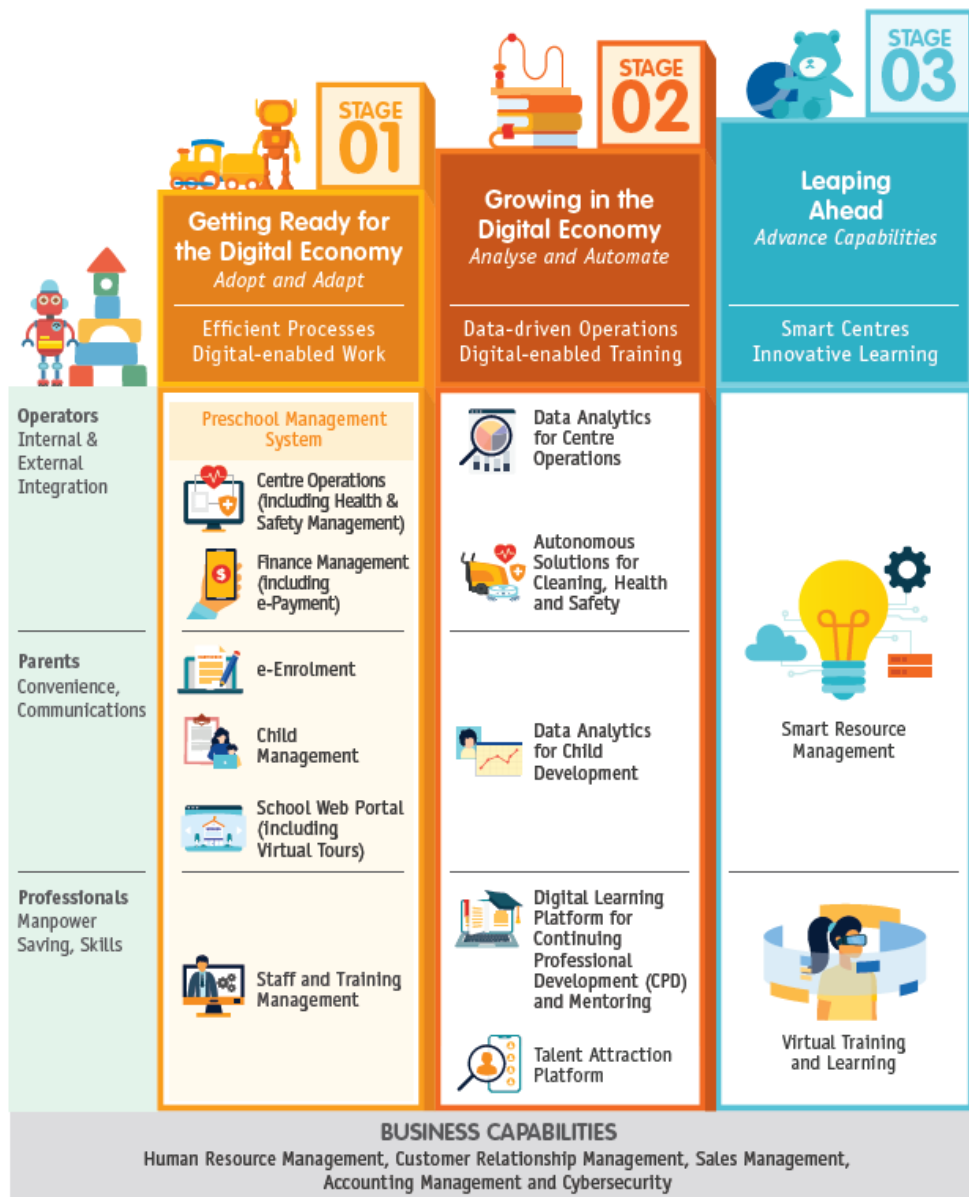 STAGE
01
STAGE
02
STAGE
03
Getting Ready for
the Digital Economy
Adopt and Adapt
Efficient Processes
Digital-enabled Work
Growing in the
Digital Economy
Analyse and Automate
Data-driven Operations
Digital-enabled Training
Leaping
Ahead
Advance Capabilities
Smart Centres
Innovative Learning
Operators
Internal &
External
Integration
Preschool Management
System
Centre Operations
(including Health &
Safety Management)
Finance Management
(including
e-Payment)
Data Analytics
for Centre
Operations
Autonomous
Solutions for
Cleaning, Health
and Safety
Parents
Convenience,
Communications
e-Enrolment
Child
Management
School Web Portal
(including
Virtual Tours)
Data Analytics
for Child
Development
Smart Resource
Management
Professionals
Manpower
Saving, Skills
Staff and Training
Management
Digital Learning
Platform for
Continuing
Professional
Development (CPD)
and Mentoring
Talent Attraction
Platform
Virtual Training
and Learning
BUSINESS CAPABILITIES
Human Resource Management, Customer Relationship Management, Sales Management,
Accounting Management and Cybersecurity